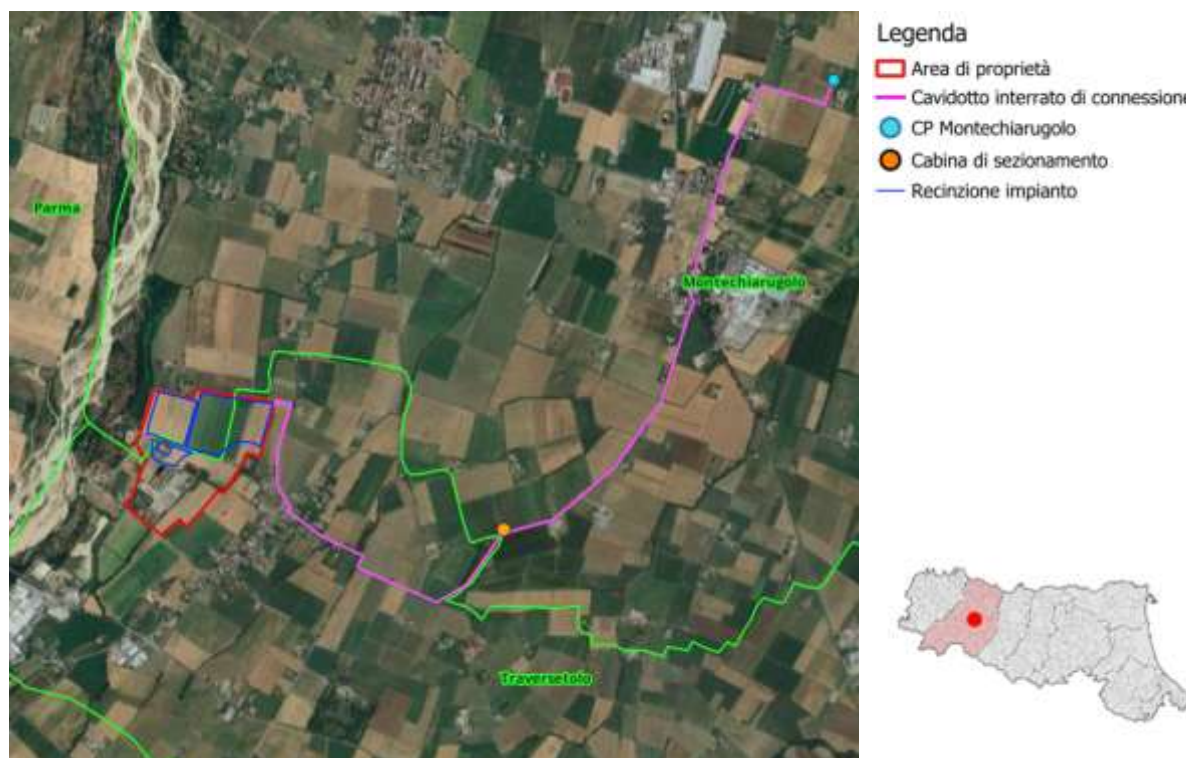 Legenda
Area di proprietà
Cavidotto interrato di connessione
CP Montechiarugolo
Cabina di sezionamento
Recinzione impianto
Parma
Montechiarugolo
Traversetolo